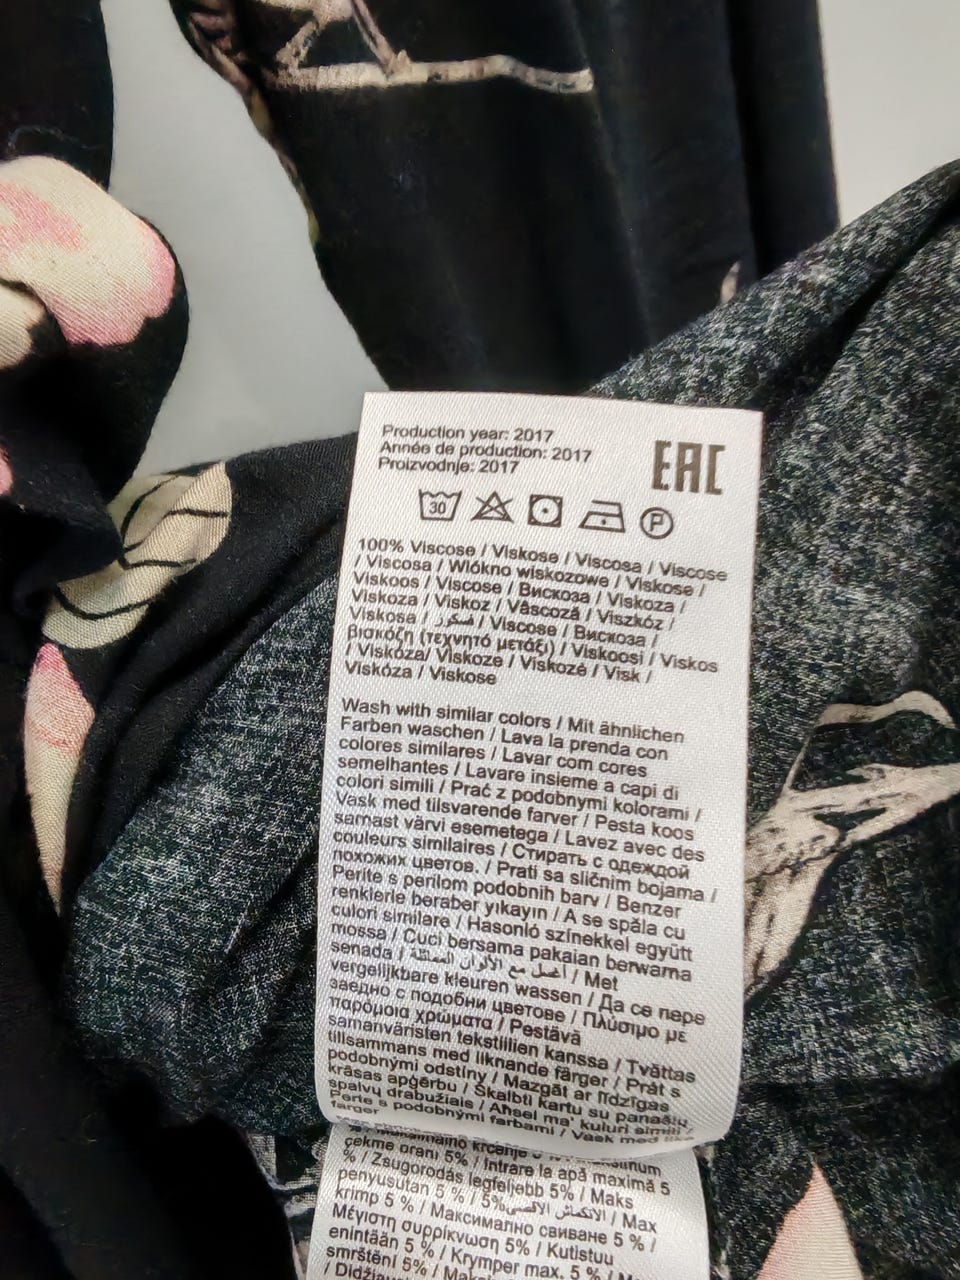 Production year: 2017
Année de production: 2017
Proizvodnje: 2017
EAC
30
P
100% Viscose / Viskose / Viscosa / Viscose
/ Viscosa / Wlókno wiskozowe / Viskose /
Viskoos / Viscose / Вискоза / Viskoza /
Viskoza / Viskoz / Vâscoză / Viszkóz /
Viskosa / فسكوز / Viscose / Вискоза /
βισκόζη (τεχνητό μετάξι) / Viskoosi / Viskos
/ Viskóza/ Viskoze / Viskozė / Visk /
Viskóza / Viskose
Wash with similar colors / Mit ähnlichen
Farben waschen / Lava la prenda con
colores similares / Lavar com cores
semelhantes / Lavare insieme a capi di
colori simili / Prać z podobnymi kolorami /
Vask med tilsvarende farver / Pesta koos
samast värvi esemetega / Lavez avec des
couleurs similaires / Стирать с одеждой
похожих цветов. / Prati sa sličnim bojama /
Perite s perilom podobnih barv / Benzer
renklerle beraber yıkayın / A se spăla cu
culori similare / Hasonló színekkel együtt
mossa / Cuci bersama pakaian berwarna
senada / اغسل مع الألوان المماثلة / Met
vergelijkbare kleuren wassen / Да се пере
заедно с подобни цветове / Πλύσιμο με
παρόμοια χρώματα / Pestävä
samanväristen tekstiilien kanssa / Tvättas
tillsammans med liknande färger / Prát s
podobnými odstíny / Mazgāt ar līdzīgas
krāsas apģērbu / Skalbti kartu su panašių
spalvų drabužiais / Aħsel ma' kuluri simili /
Perte s podobnými farbami / Vask med like
farger
krčenje
çekme oranı 5% / Intrare la apă maximă 5
% / Zsugorodás legfeljebb 5% / Maks
penyusutan 5 % / 5% الانكماش الأقصى / Max
krimp 5 % / Максимално свиване 5 % /
Μέγιστη συρρίκνωση 5% / Kutistuu
enintään 5 % / Krymper max. 5 % /
smrštění 5% /